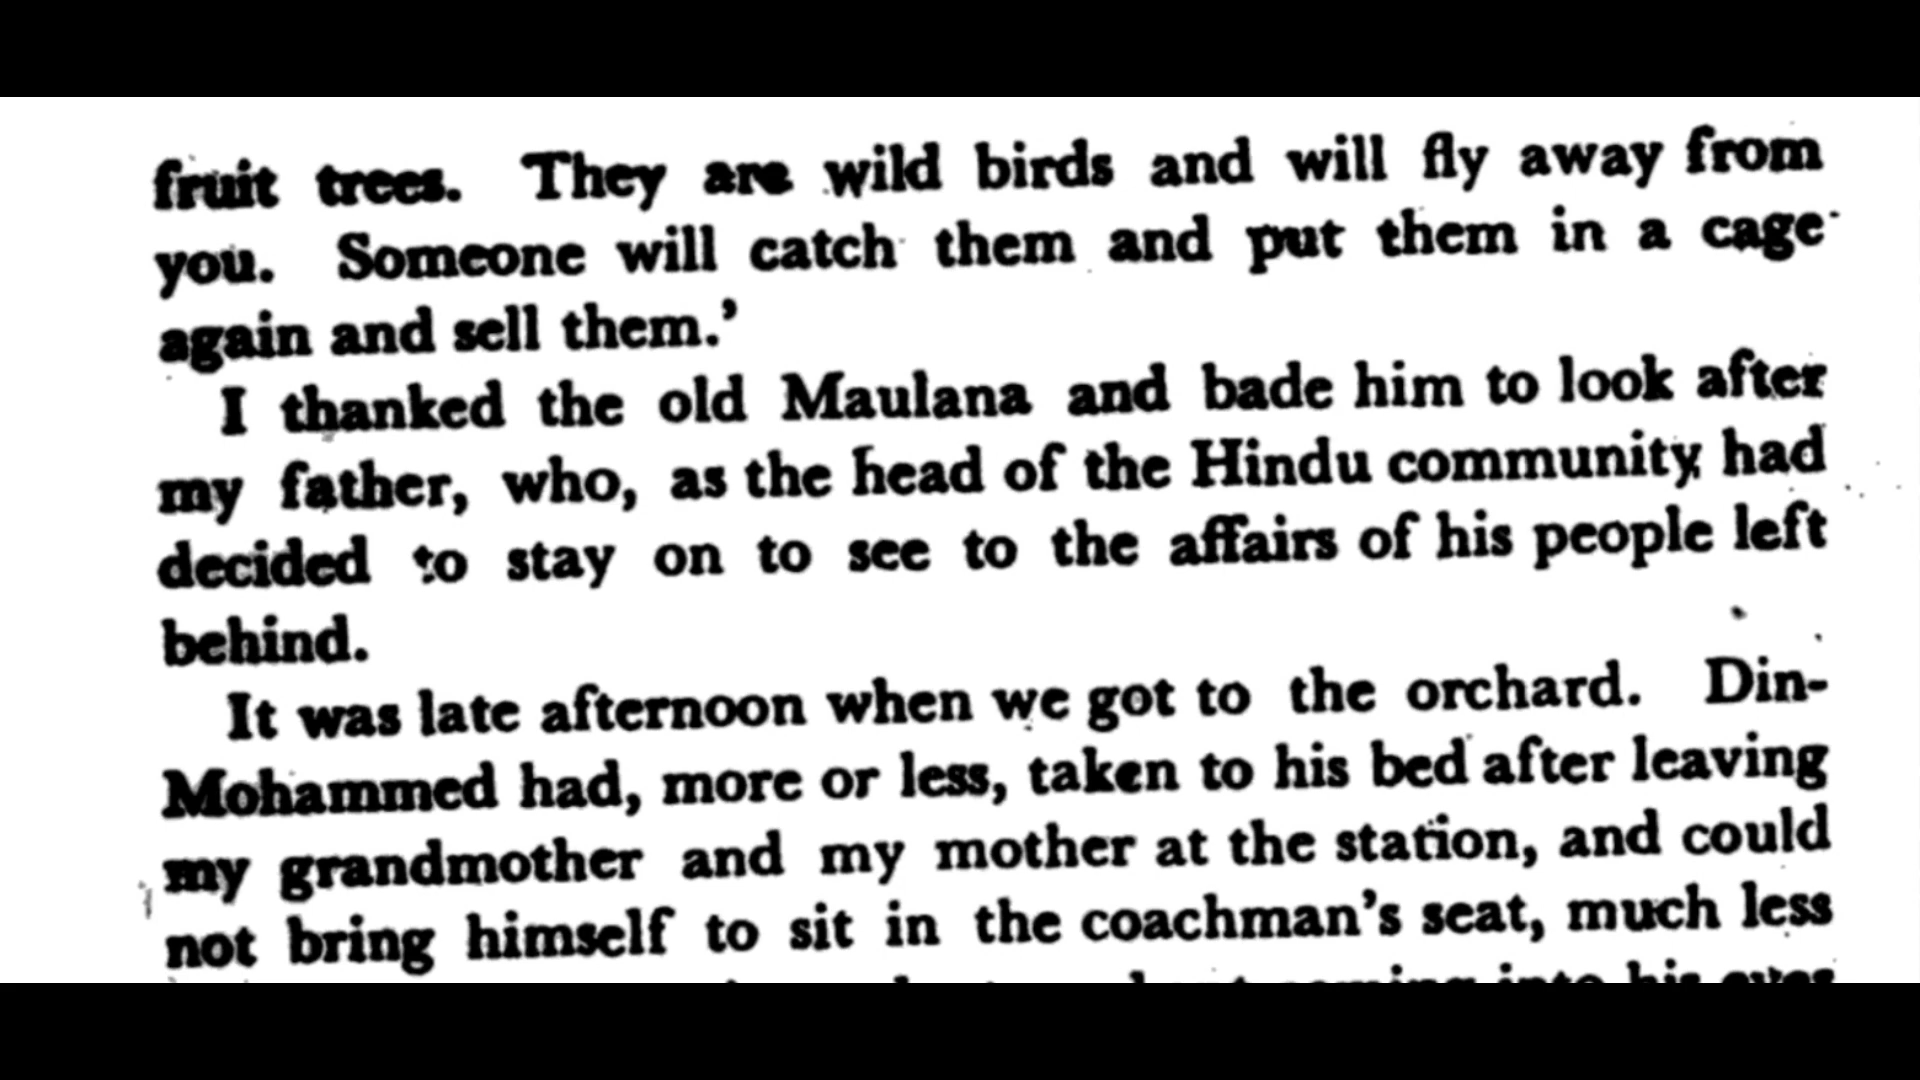 fruit trees. They are wild birds and will fly away from
you. Someone will catch them and put them in a cage
again and sell them.’
I thanked the old Maulana and bade him to look after
my father, who, as the head of the Hindu community, had
decided to stay on to see to the affairs of his people left
behind.
It was late afternoon when we got to the orchard. Din-
Mohammed had, more or less, taken to his bed after leaving
my grandmother and my mother at the station, and could
not bring himself to sit in the coachman’s seat, much less
coming into his eyes